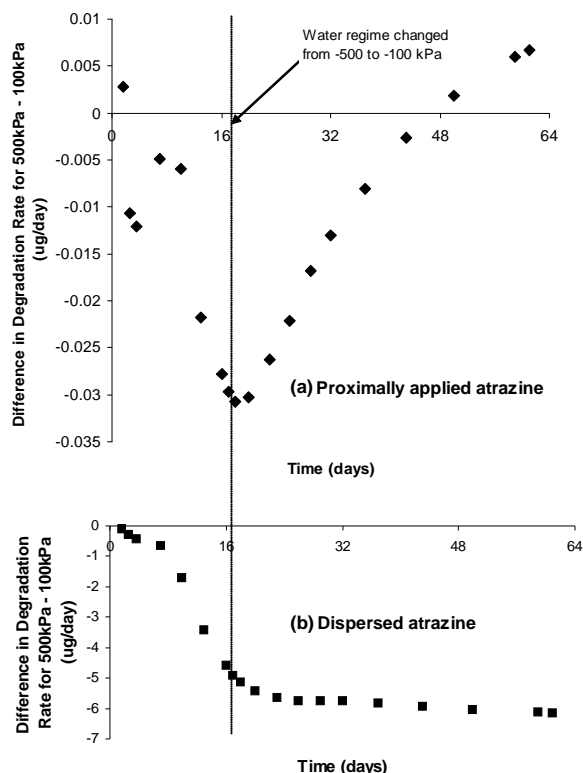 0.01
0.005
0
-0.005
-0.01
-0.015
-0.02
-0.025
-0.03
-0.035
0 16 32 48 64
Difference in Degradation Rate for 500kPa - 100kPa
(ug/day)
Water regime changed
from -500 to -100 kPa
(a) Proximally applied atrazine
Time (days)
0
-1
-2
-3
-4
-5
-6
-7
0 16 32 48 64
Difference in Degradation
Rate for 500kPa - 100kPa
(ug/day)
(b) Dispersed atrazine
Time (days)